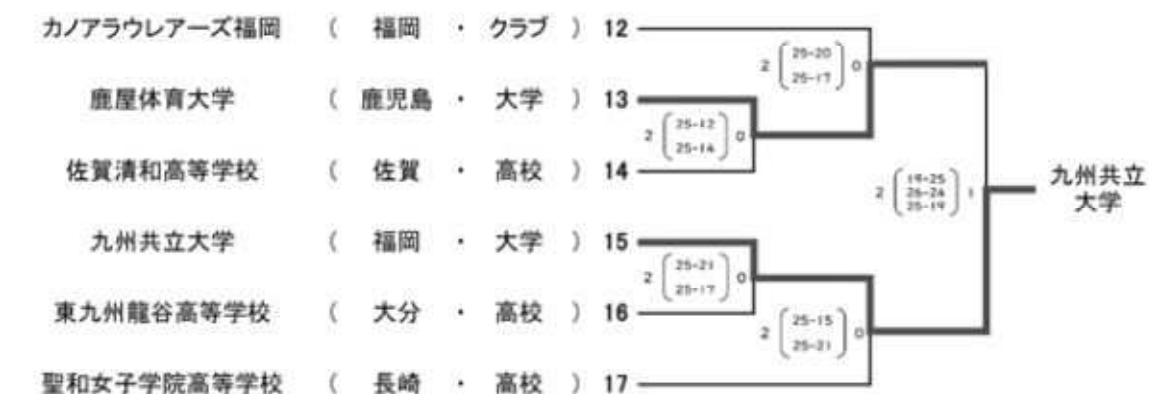 カノアラウレアーズ福岡 ( 福岡 ・ クラブ ) 12
2 25-20 0
25-17
鹿屋体育大学 ( 鹿児島 ・ 大学 ) 13
2 25-12 0
25-14
佐賀清和高等学校 ( 佐賀 ・ 高校 ) 14
2 19-25 1
26-24
25-19
九州共立
大学
九州共立大学 ( 福岡 ・ 大学 ) 15
2 25-21 0
25-17
東九州龍谷高等学校 ( 大分 ・ 高校 ) 16
2 25-15 0
25-21
聖和女子学院高等学校 ( 長崎 ・ 高校 ) 17